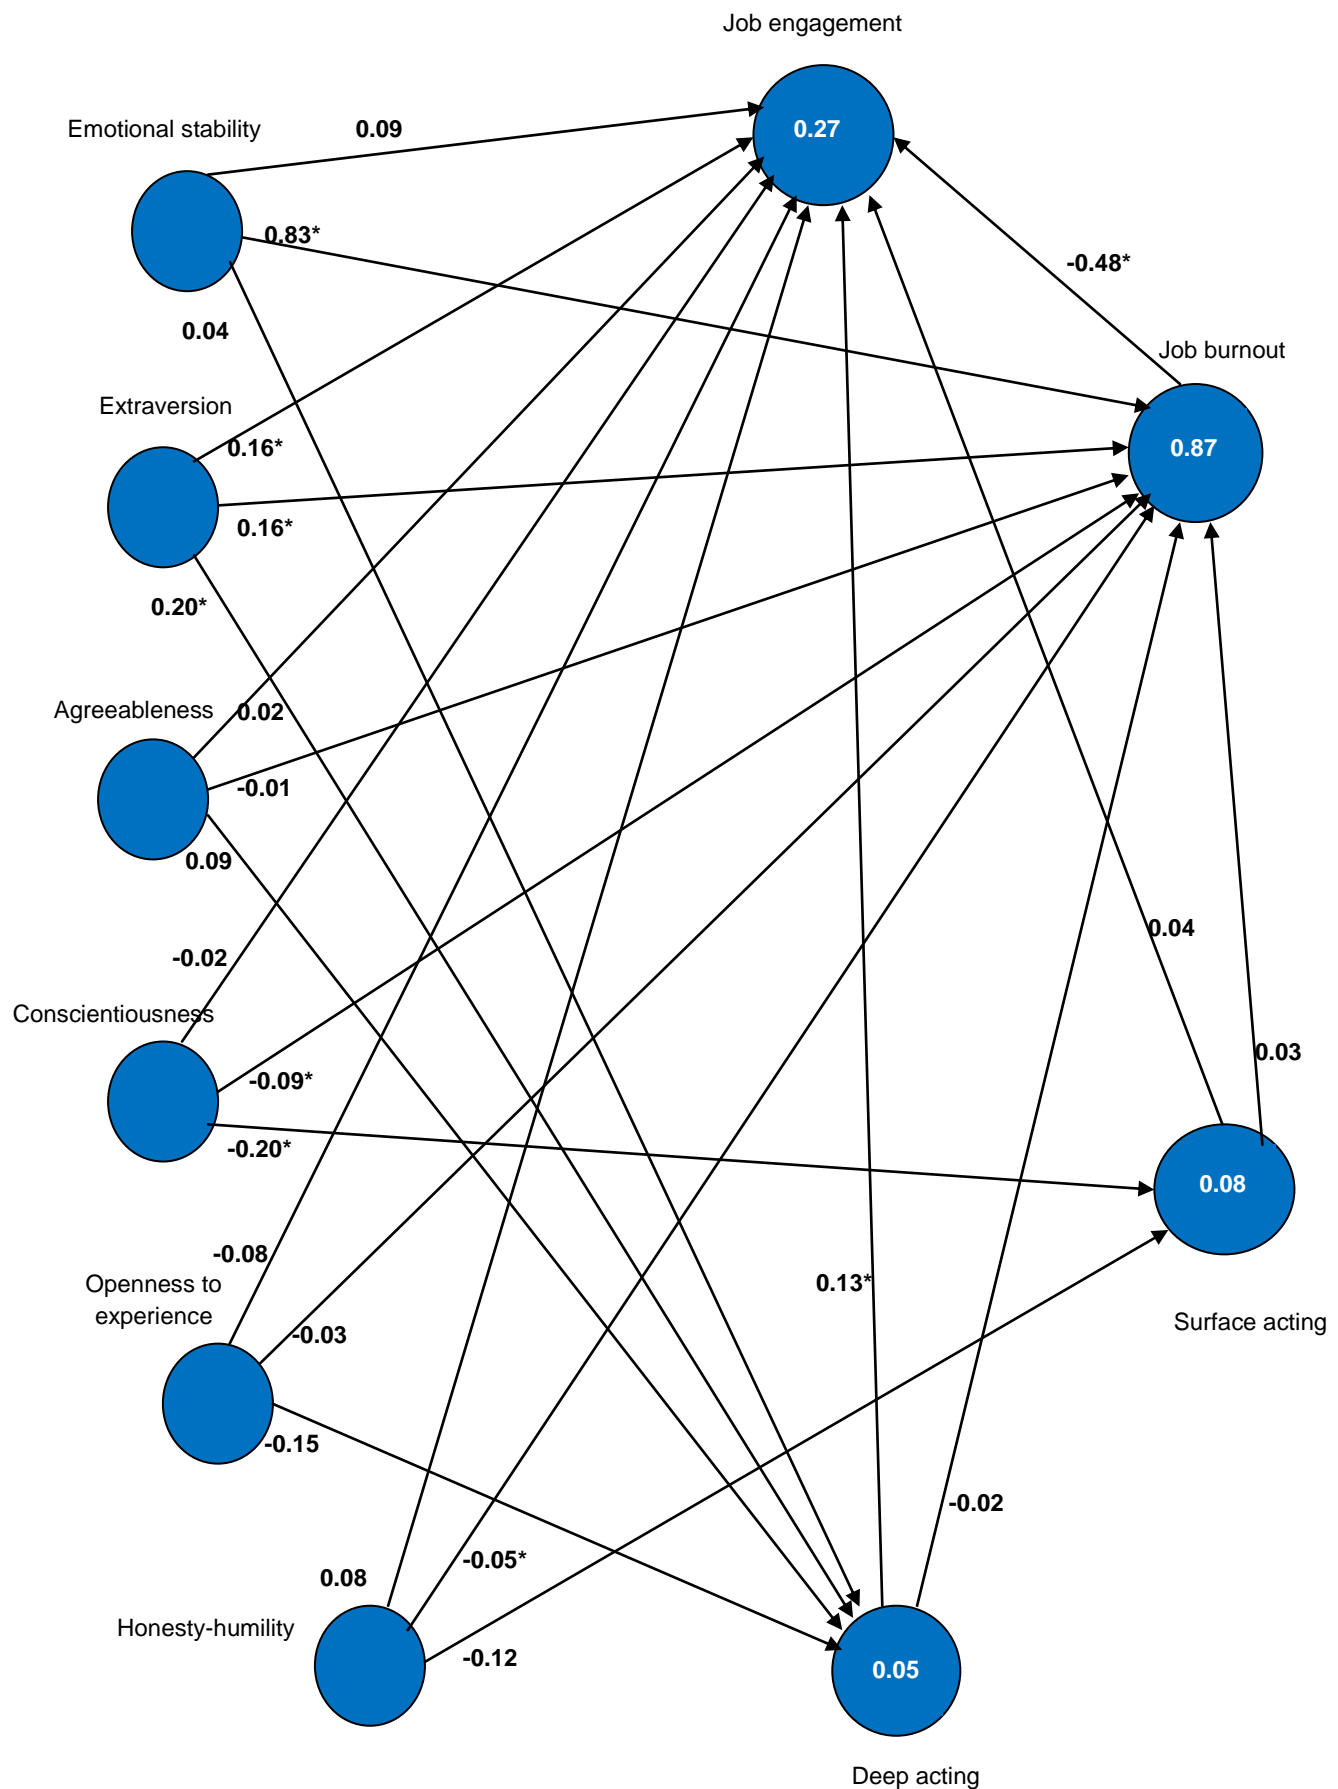 Job engagement
0.27
Emotional stability
0.09
0.83*
-0.48*
0.04
Job burnout
Extraversion
0.16*
0.87
0.16*
0.20*
Agreeableness
0.02
-0.01
0.09
0.04
-0.02
Conscientiousness
0.03
-0.09*
-0.20*
0.08
-0.08
Openness to
experience
0.13*
Surface acting
-0.03
-0.15
-0.02
-0.05*
0.08
Honesty-humility
-0.12
0.05
Deep acting